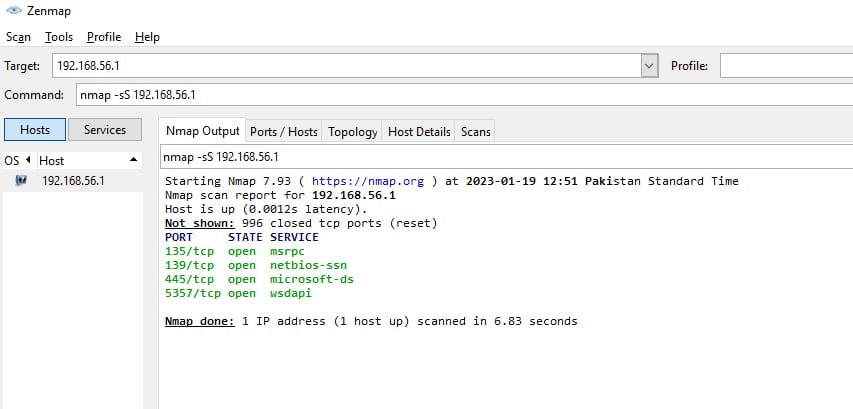 Zenmap
Scan Tools Profile Help
Target: 192.168.56.1 Profile:
Command: nmap -sS 192.168.56.1
Hosts Services
Nmap Output Ports / Hosts Topology Host Details Scans
OS Host
192.168.56.1
nmap -sS 192.168.56.1
Starting Nmap 7.93 ( https://nmap.org ) at 2023-01-19 12:51 Pakistan Standard Time
Nmap scan report for 192.168.56.1
Host is up (0.0012s latency).
Not shown: 996 closed tcp ports (reset)
PORT STATE SERVICE
135/tcp open msrpc
139/tcp open netbios-ssn
445/tcp open microsoft-ds
5357/tcp open wsdapi
Nmap done: 1 IP address (1 host up) scanned in 6.83 seconds